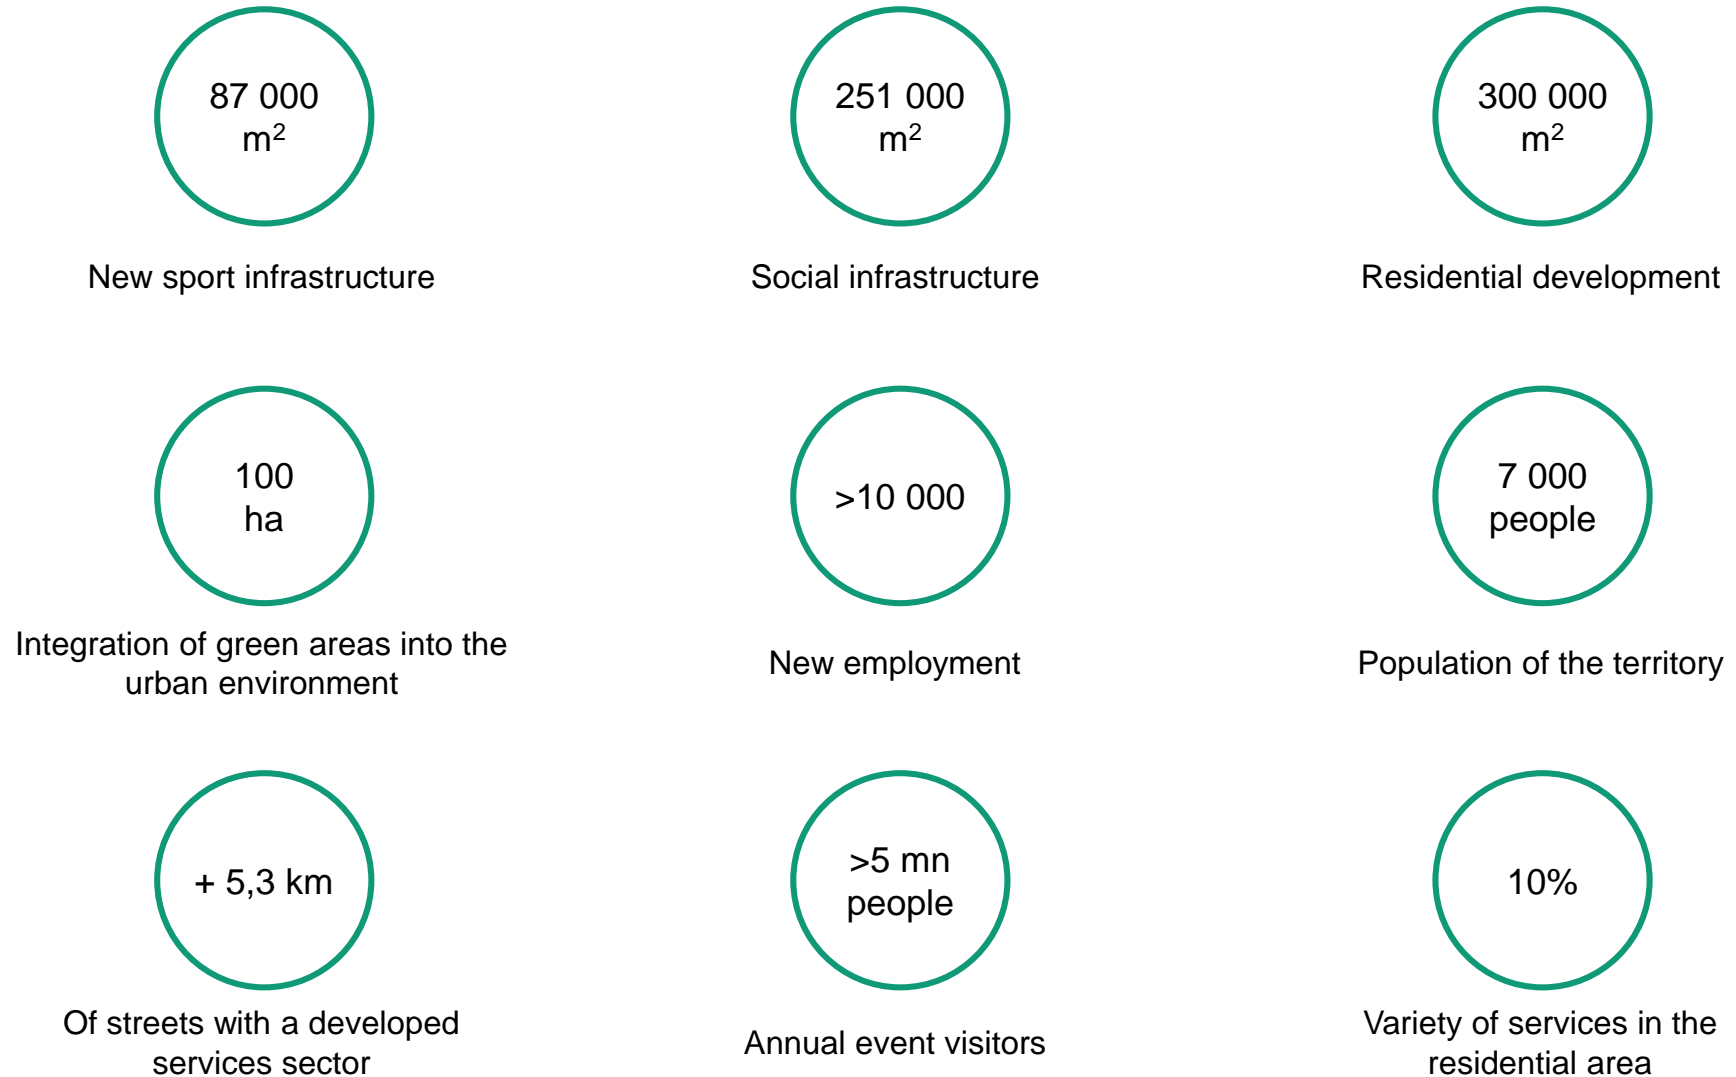 87 000
m²
New sport infrastructure
251 000
m²
Social infrastructure
300 000
m²
Residential development
100
ha
Integration of green areas into the
urban environment
>10 000
New employment
7 000
people
Population of the territory
+ 5,3 km
Of streets with a developed
services sector
>5 mn
people
Annual event visitors
10%
Variety of services in the
residential area